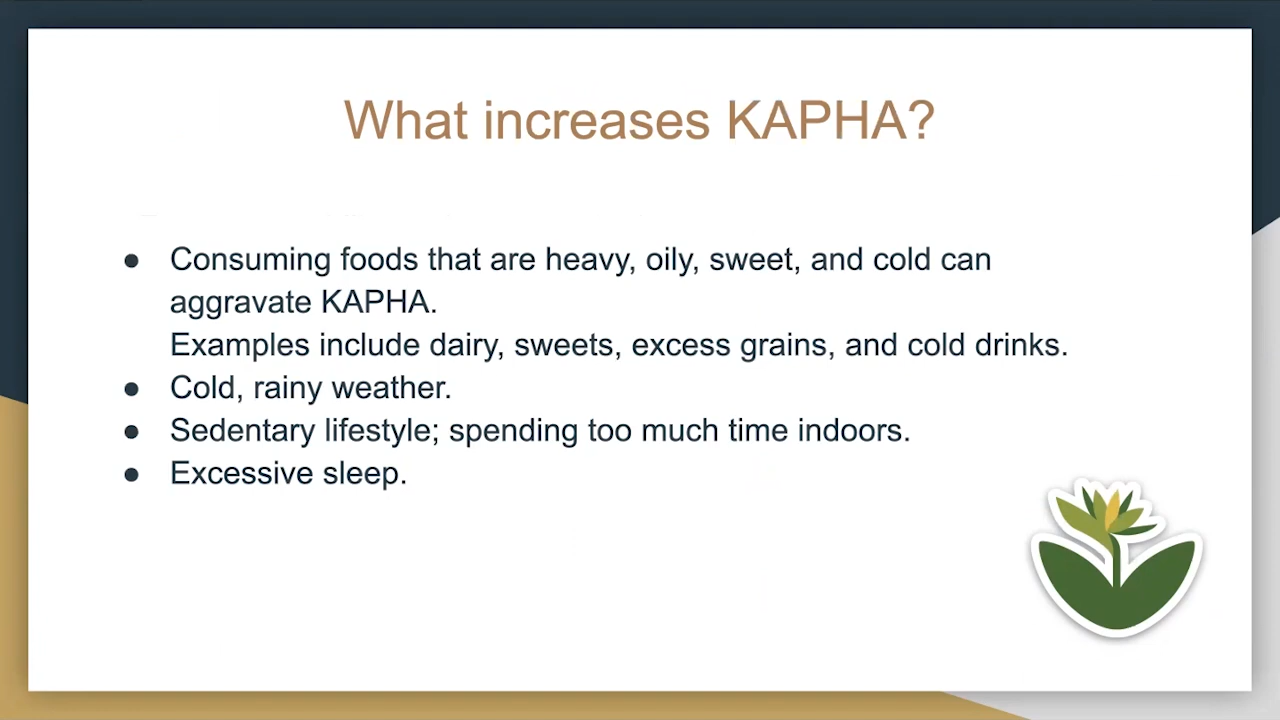 What increases KAPHA?
● Consuming foods that are heavy, oily, sweet, and cold can
aggravate KAPHA.
Examples include dairy, sweets, excess grains, and cold drinks.
● Cold, rainy weather.
● Sedentary lifestyle; spending too much time indoors.
● Excessive sleep.